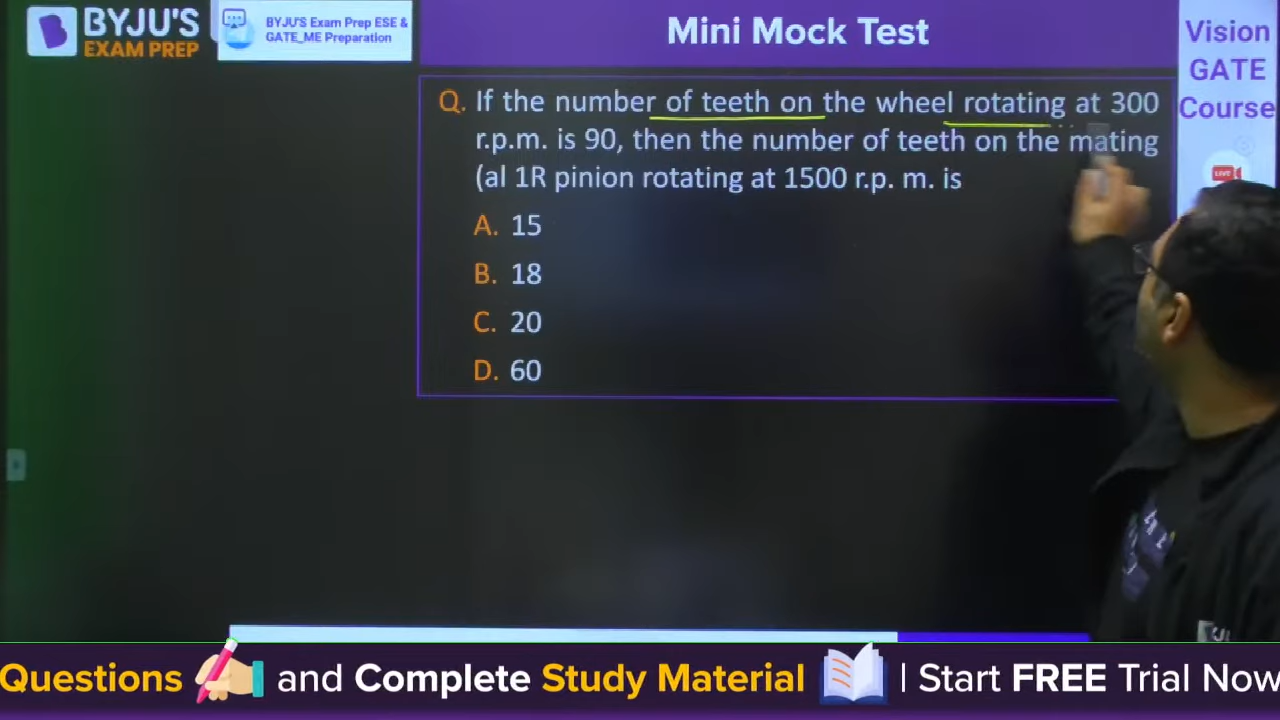 BYJU'S
EXAM PREP
BYJU'S Exam Prep ESE &
GATE_ME Preparation
Mini Mock Test
Vision
GATE
Course
Q. If the number of teeth on the wheel rotating at 300
r.p.m. is 90, then the number of teeth on the mating
(al 1R pinion rotating at 1500 r.p. m. is
A. 15
B. 18
C. 20
D. 60
LIVE
Questions and Complete Study Material | Start FREE Trial Now